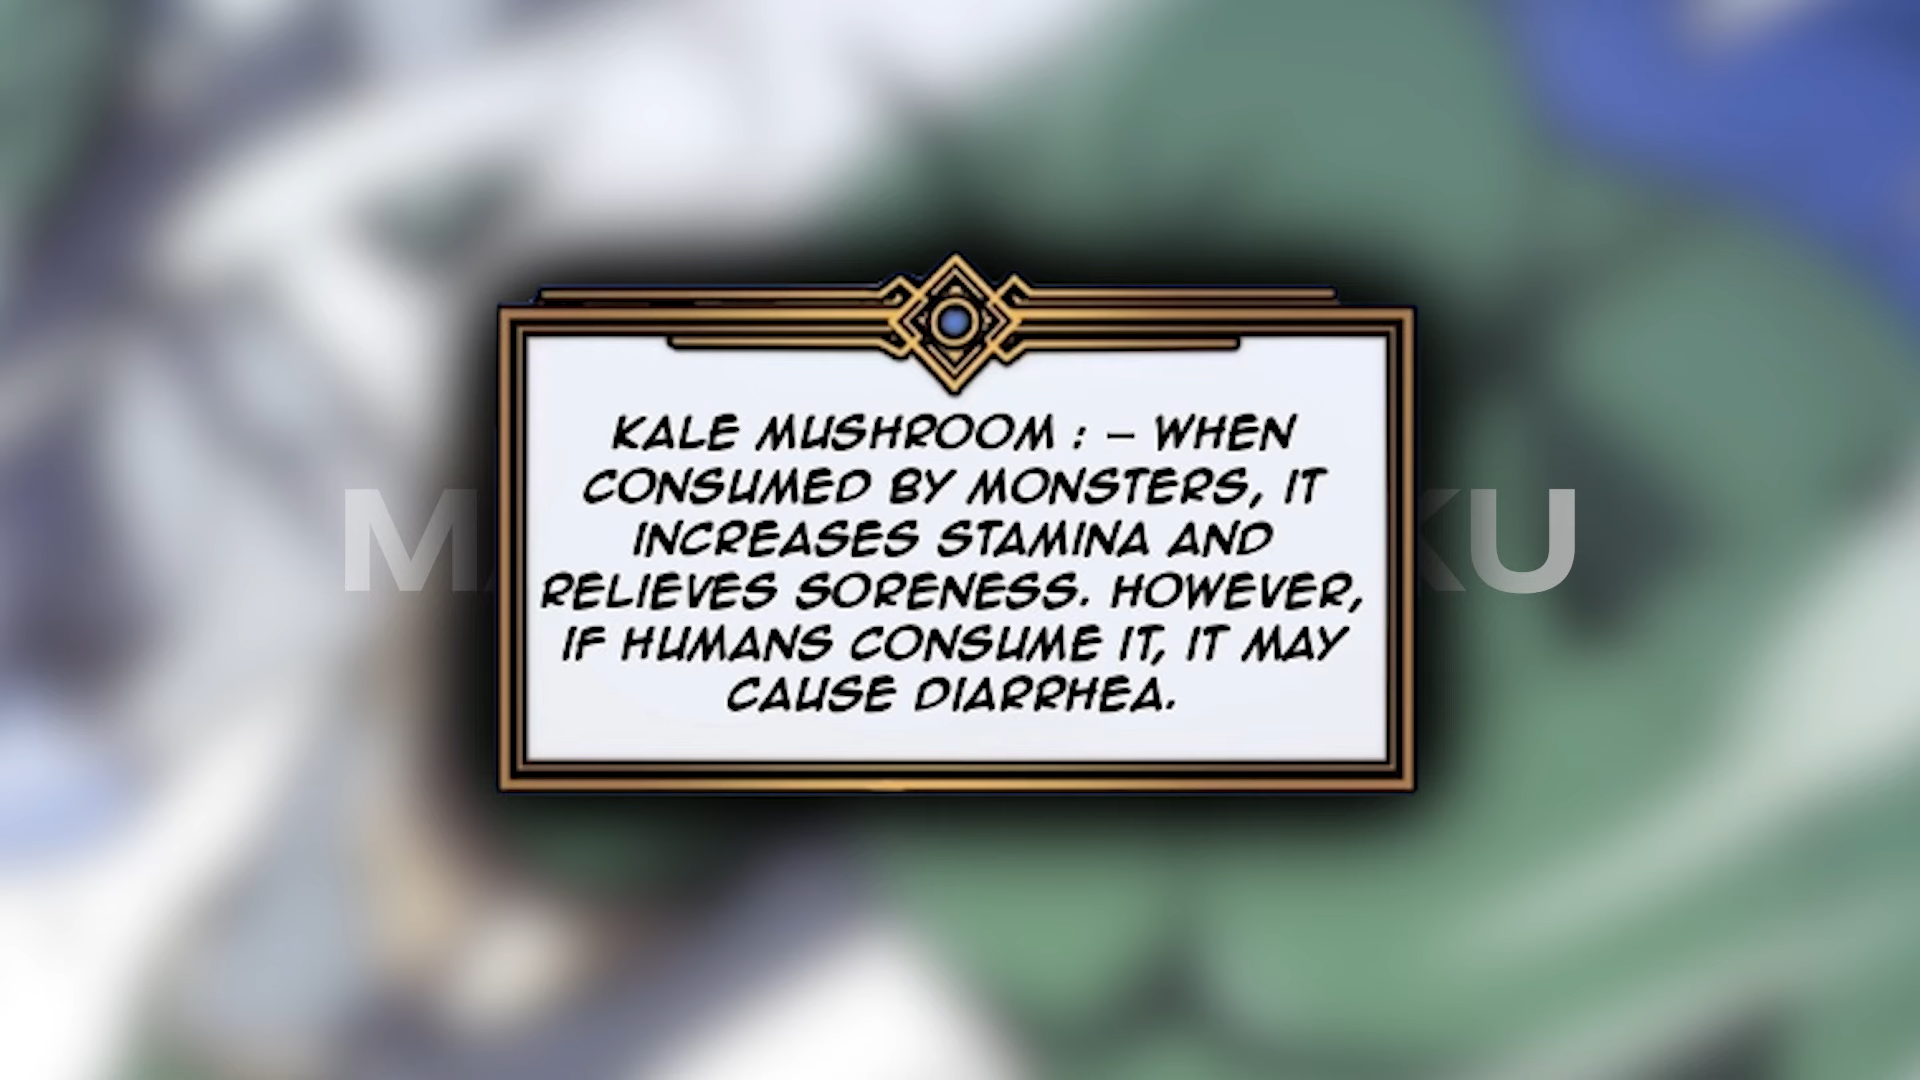 KALE MUSHROOM : – WHEN
CONSUMED BY MONSTERS, IT
INCREASES STAMINA AND
RELIEVES SORENESS. HOWEVER,
IF HUMANS CONSUME IT, IT MAY
CAUSE DIARRHEA.